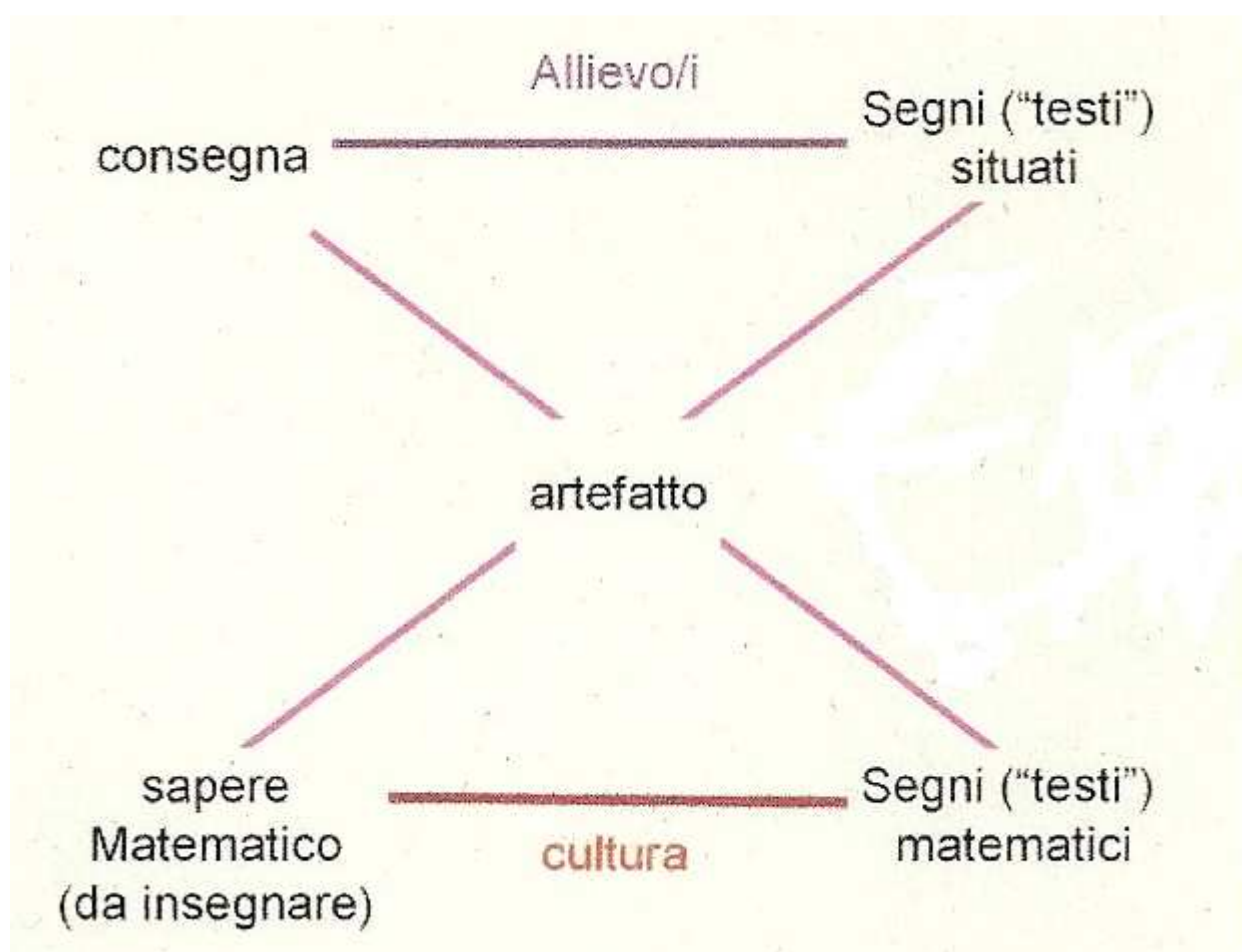 Allievo/i
consegna
Segni (“testi”)
situati
artefatto
sapere
Matematico
(da insegnare)
cultura
Segni (“testi”)
matematici